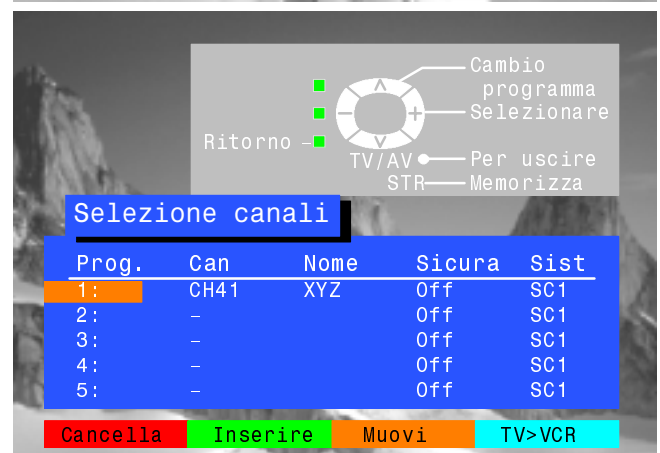 Cambio
programma
Selezionare
Ritorno –
TV/AV Per uscire
STR Memorizza
Selezione canali
Prog. Can Nome Sicura Sist
1: CH41 XYZ Off SC1
2: – Off SC1
3: – Off SC1
4: – Off SC1
5: – Off SC1
Cancella Inserire Muovi TV>VCR